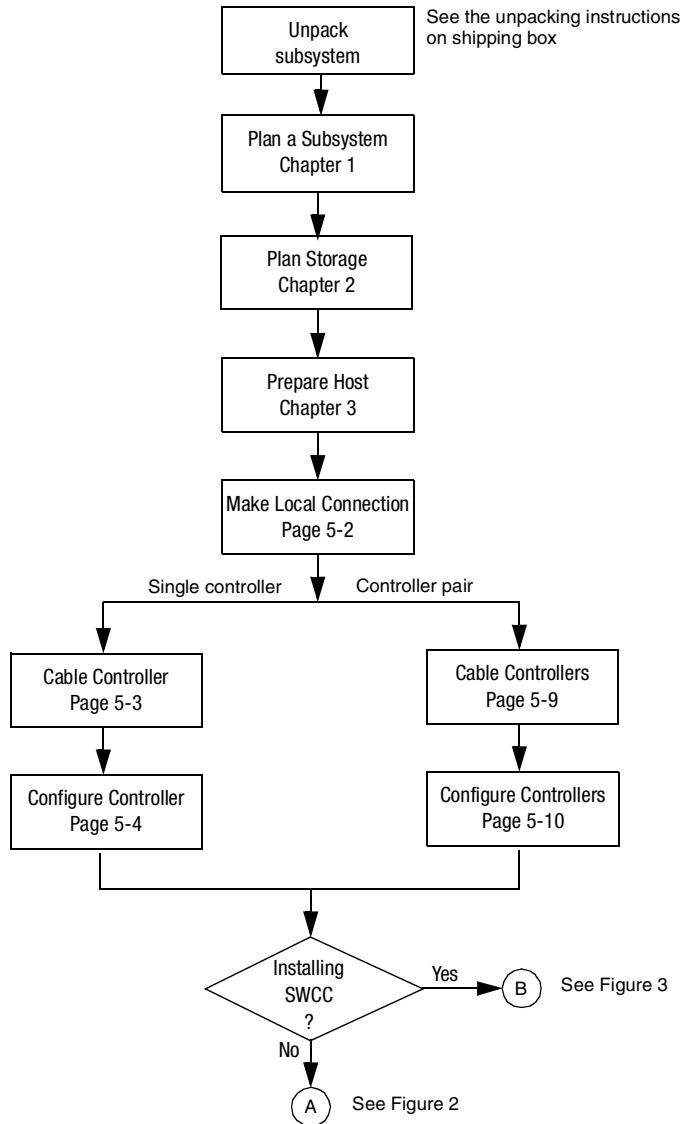 Unpack
subsystem
See the unpacking instructions
on shipping box
Plan a Subsystem
Chapter 1
Plan Storage
Chapter 2
Prepare Host
Chapter 3
Make Local Connection
Page 5-2
Single controller
Controller pair
Cable Controller
Page 5-3
Cable Controllers
Page 5-9
Configure Controller
Page 5-4
Configure Controllers
Page 5-10
Installing
SWCC
?
Yes
B
See Figure 3
No
A
See Figure 2